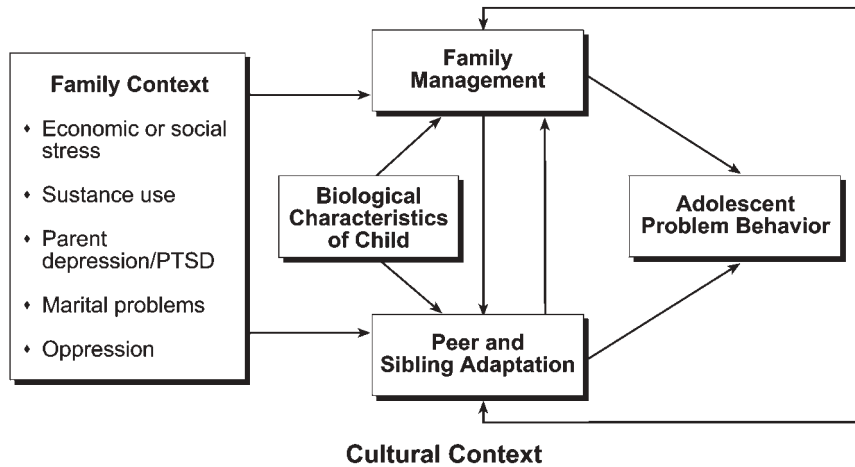 Family Context
♦ Economic or social
stress
♦ Sustance use
♦ Parent
depression/PTSD
♦ Marital problems
♦ Oppression
Family
Management
Biological
Characteristics
of Child
Peer and
Sibling Adaptation
Adolescent
Problem Behavior
Cultural Context